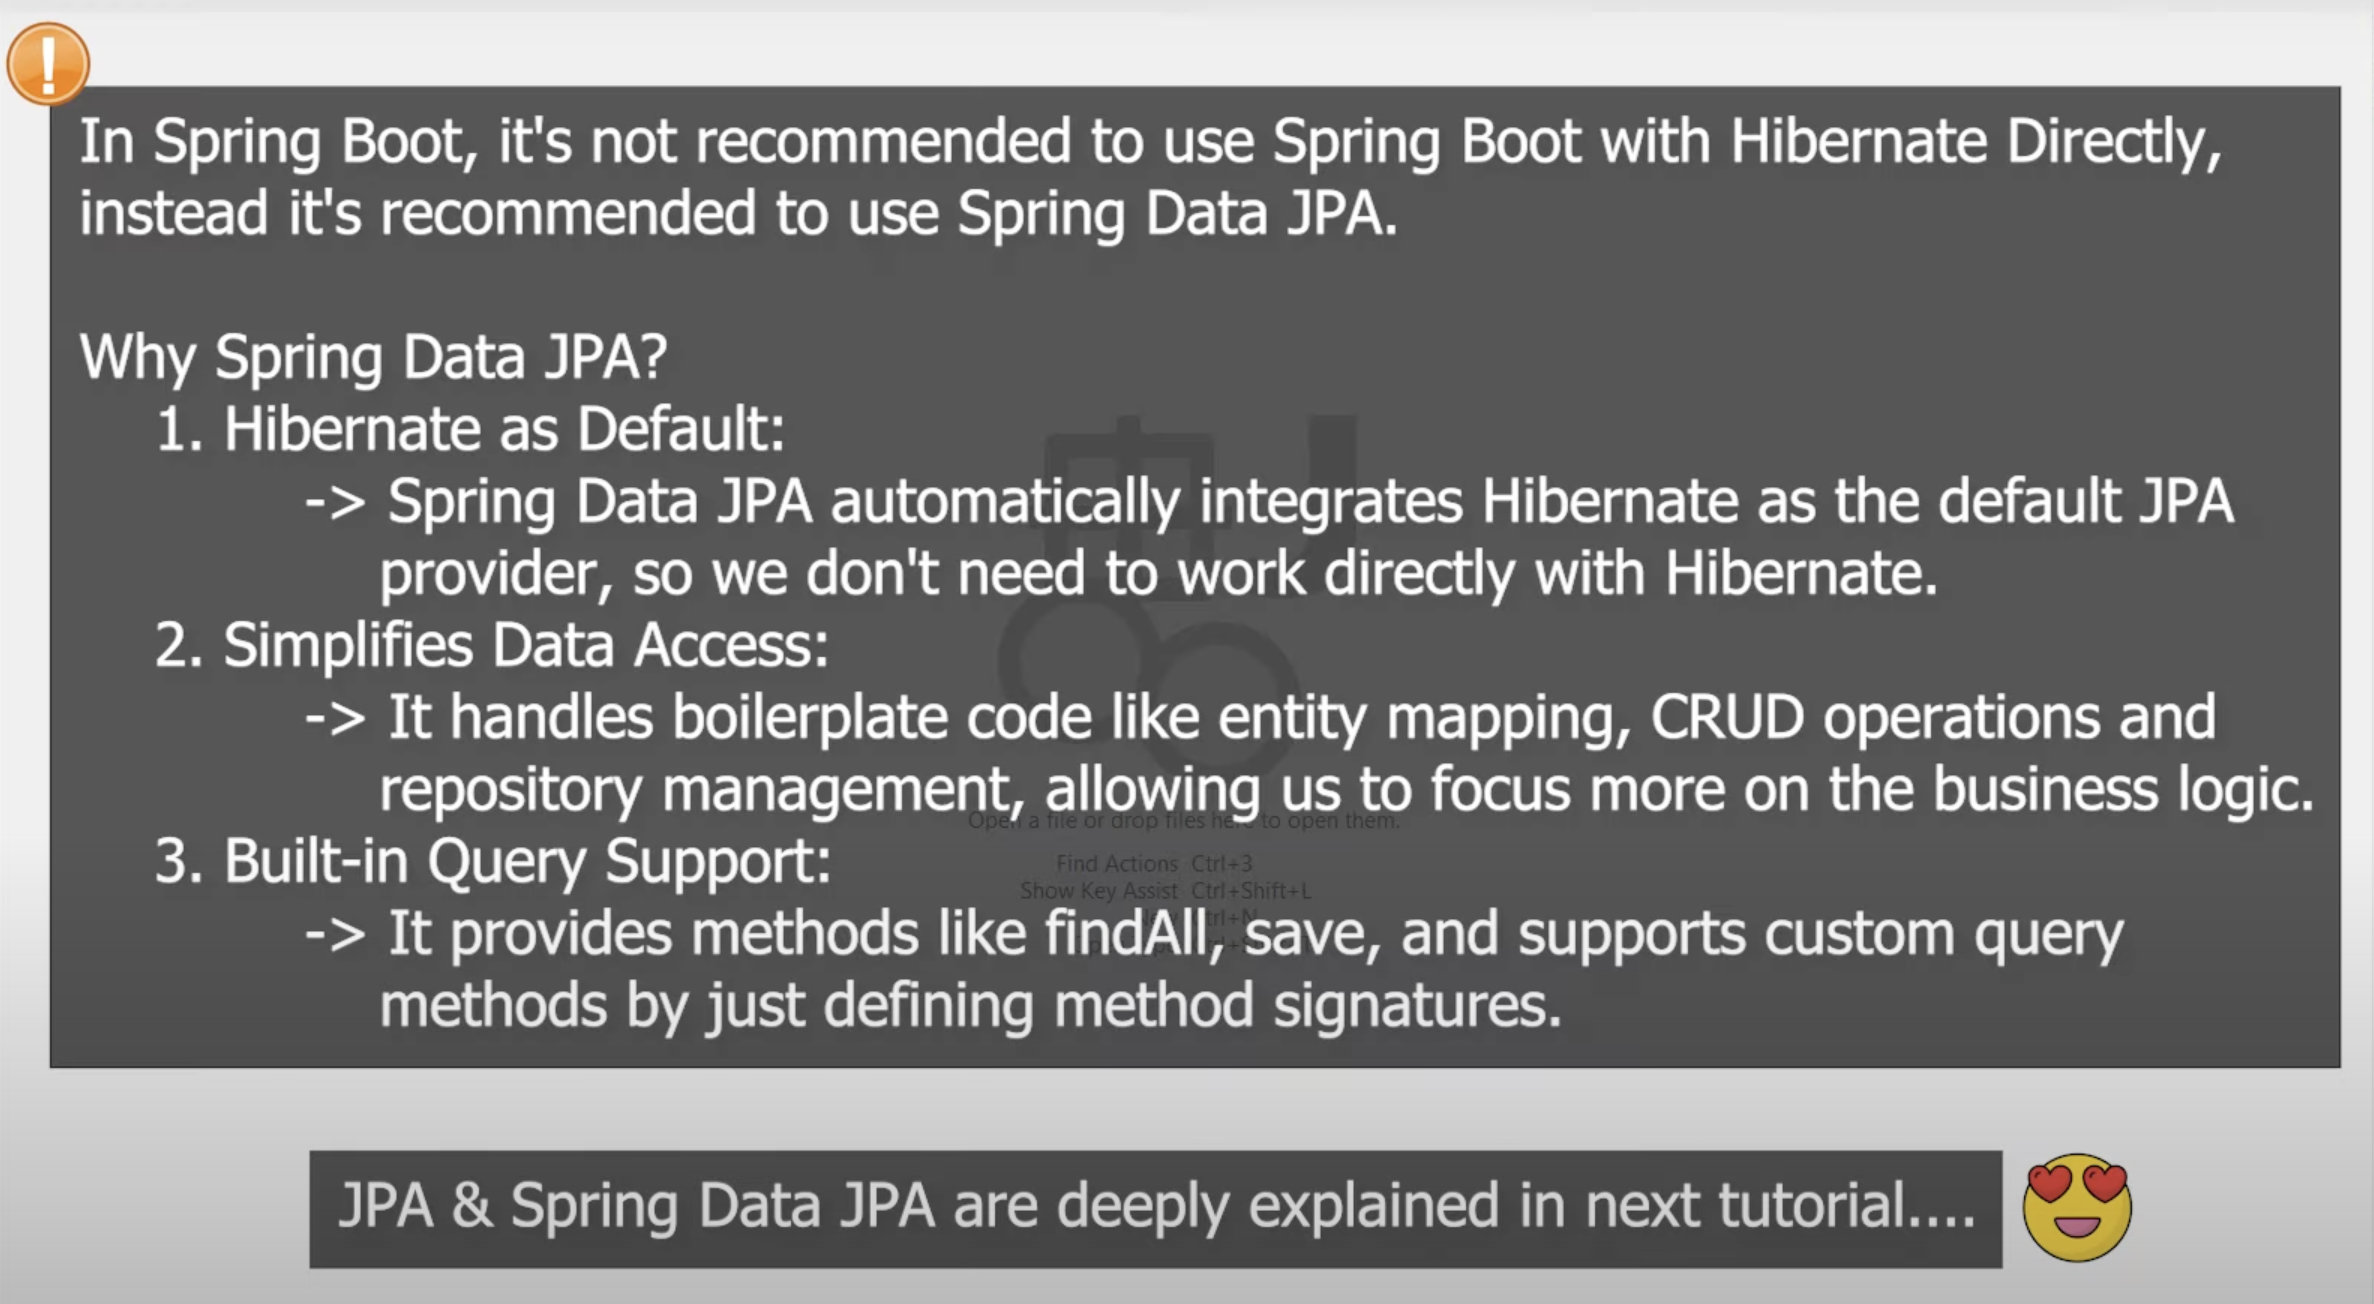 !
In Spring Boot, it's not recommended to use Spring Boot with Hibernate Directly,
instead it's recommended to use Spring Data JPA.
Why Spring Data JPA?
1. Hibernate as Default:
-> Spring Data JPA automatically integrates Hibernate as the default JPA
provider, so we don't need to work directly with Hibernate.
2. Simplifies Data Access:
-> It handles boilerplate code like entity mapping, CRUD operations and
repository management, allowing us to focus more on the business logic.
Open a file or drop files here to open them.
3. Built-in Query Support:
Find Actions Ctrl+3
Show Key Assist Ctrl+Shift+L
-> It provides methods like findAll, save, and supports custom query
methods by just defining method signatures.
JPA & Spring Data JPA are deeply explained in next tutorial....